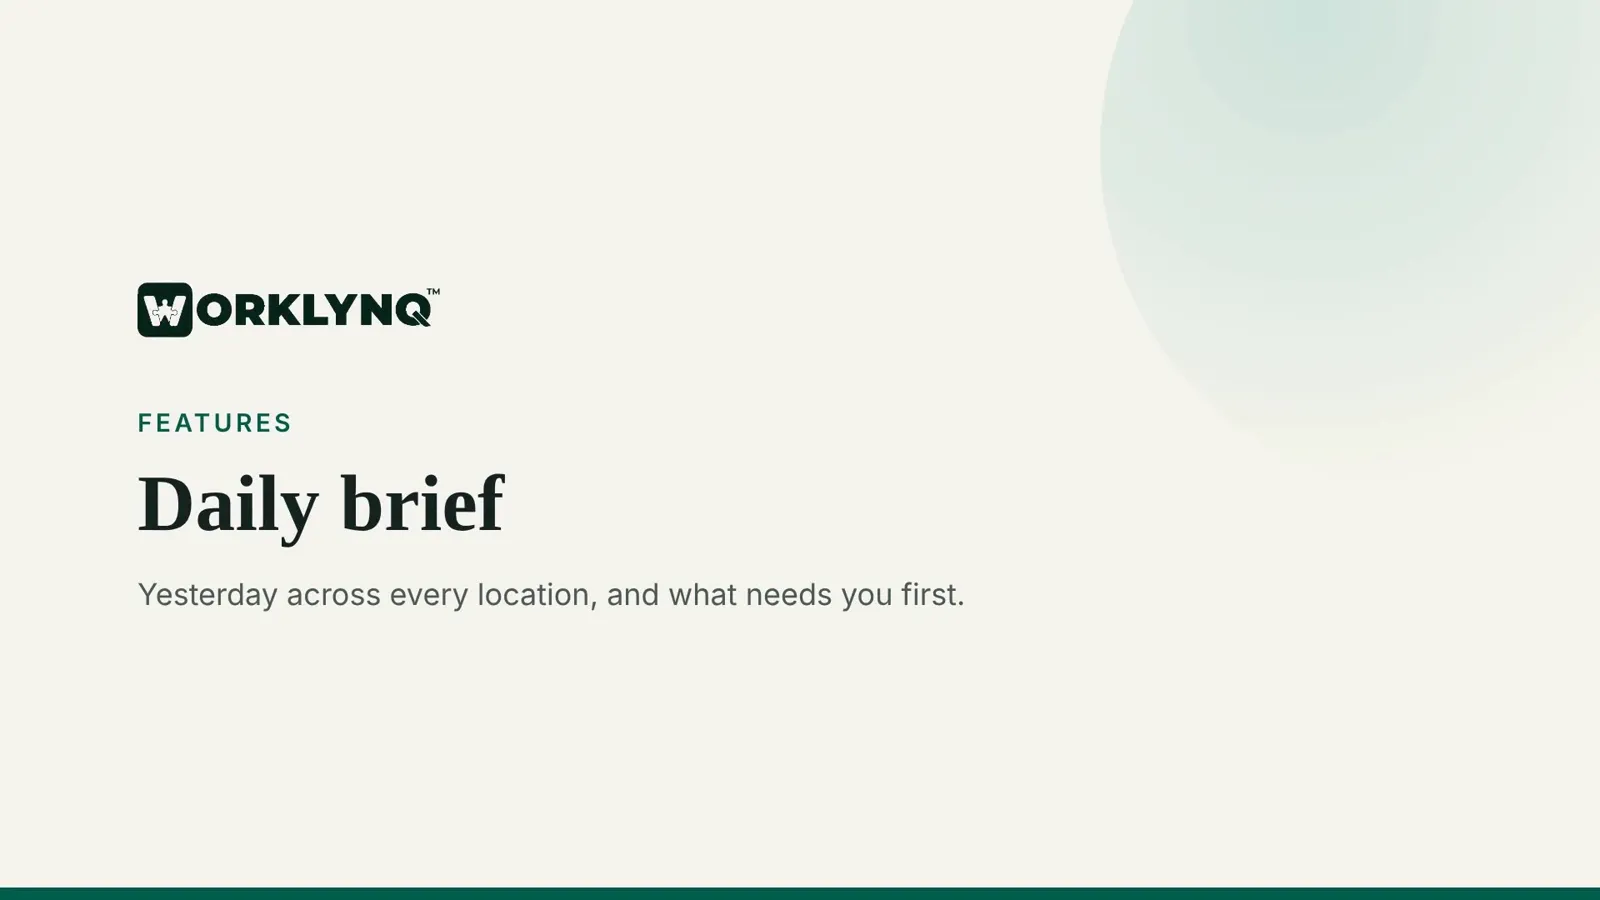 WORKLYNQ™
FEATURES
Daily brief
Yesterday across every location, and what needs you first.